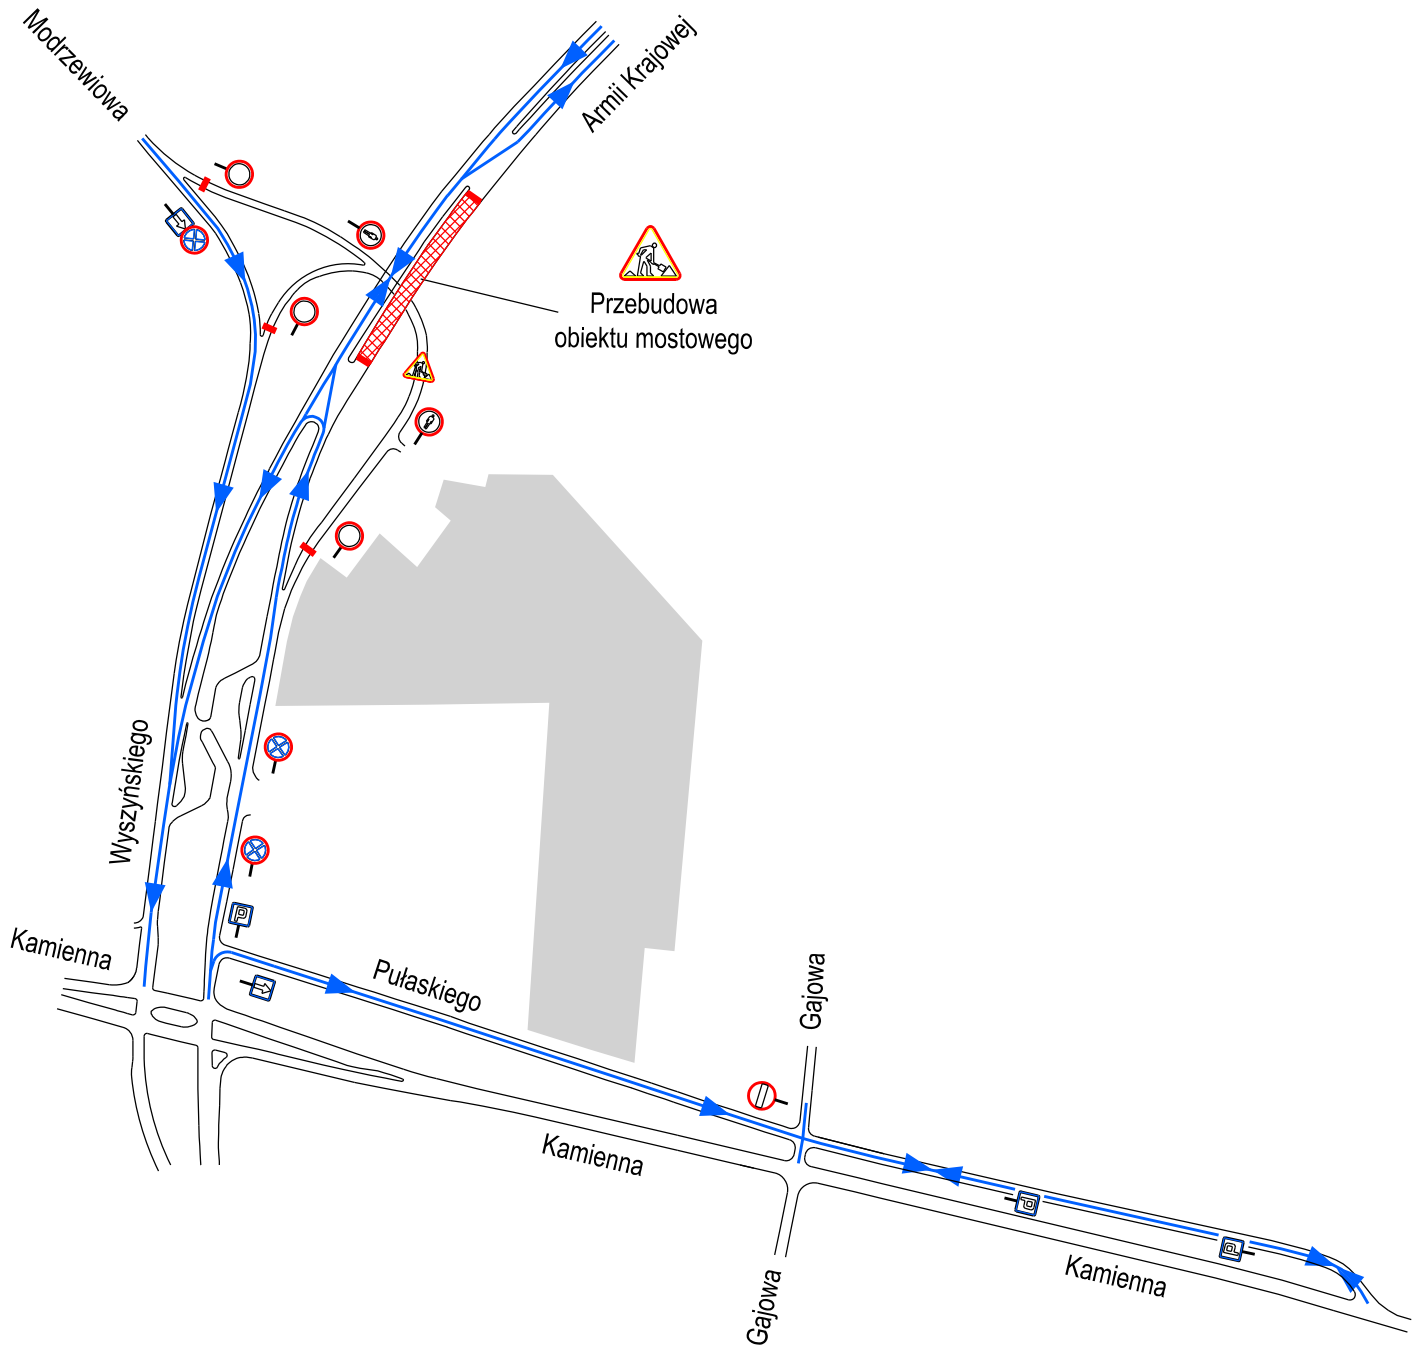 Modrzewiowa
Armii Krajowej
Przebudowa
obiektu mostowego
Wyszyńskiego
Kamienna
Pułaskiego
Gajowa
Kamienna
Kamienna
Gajowa
P
P
P